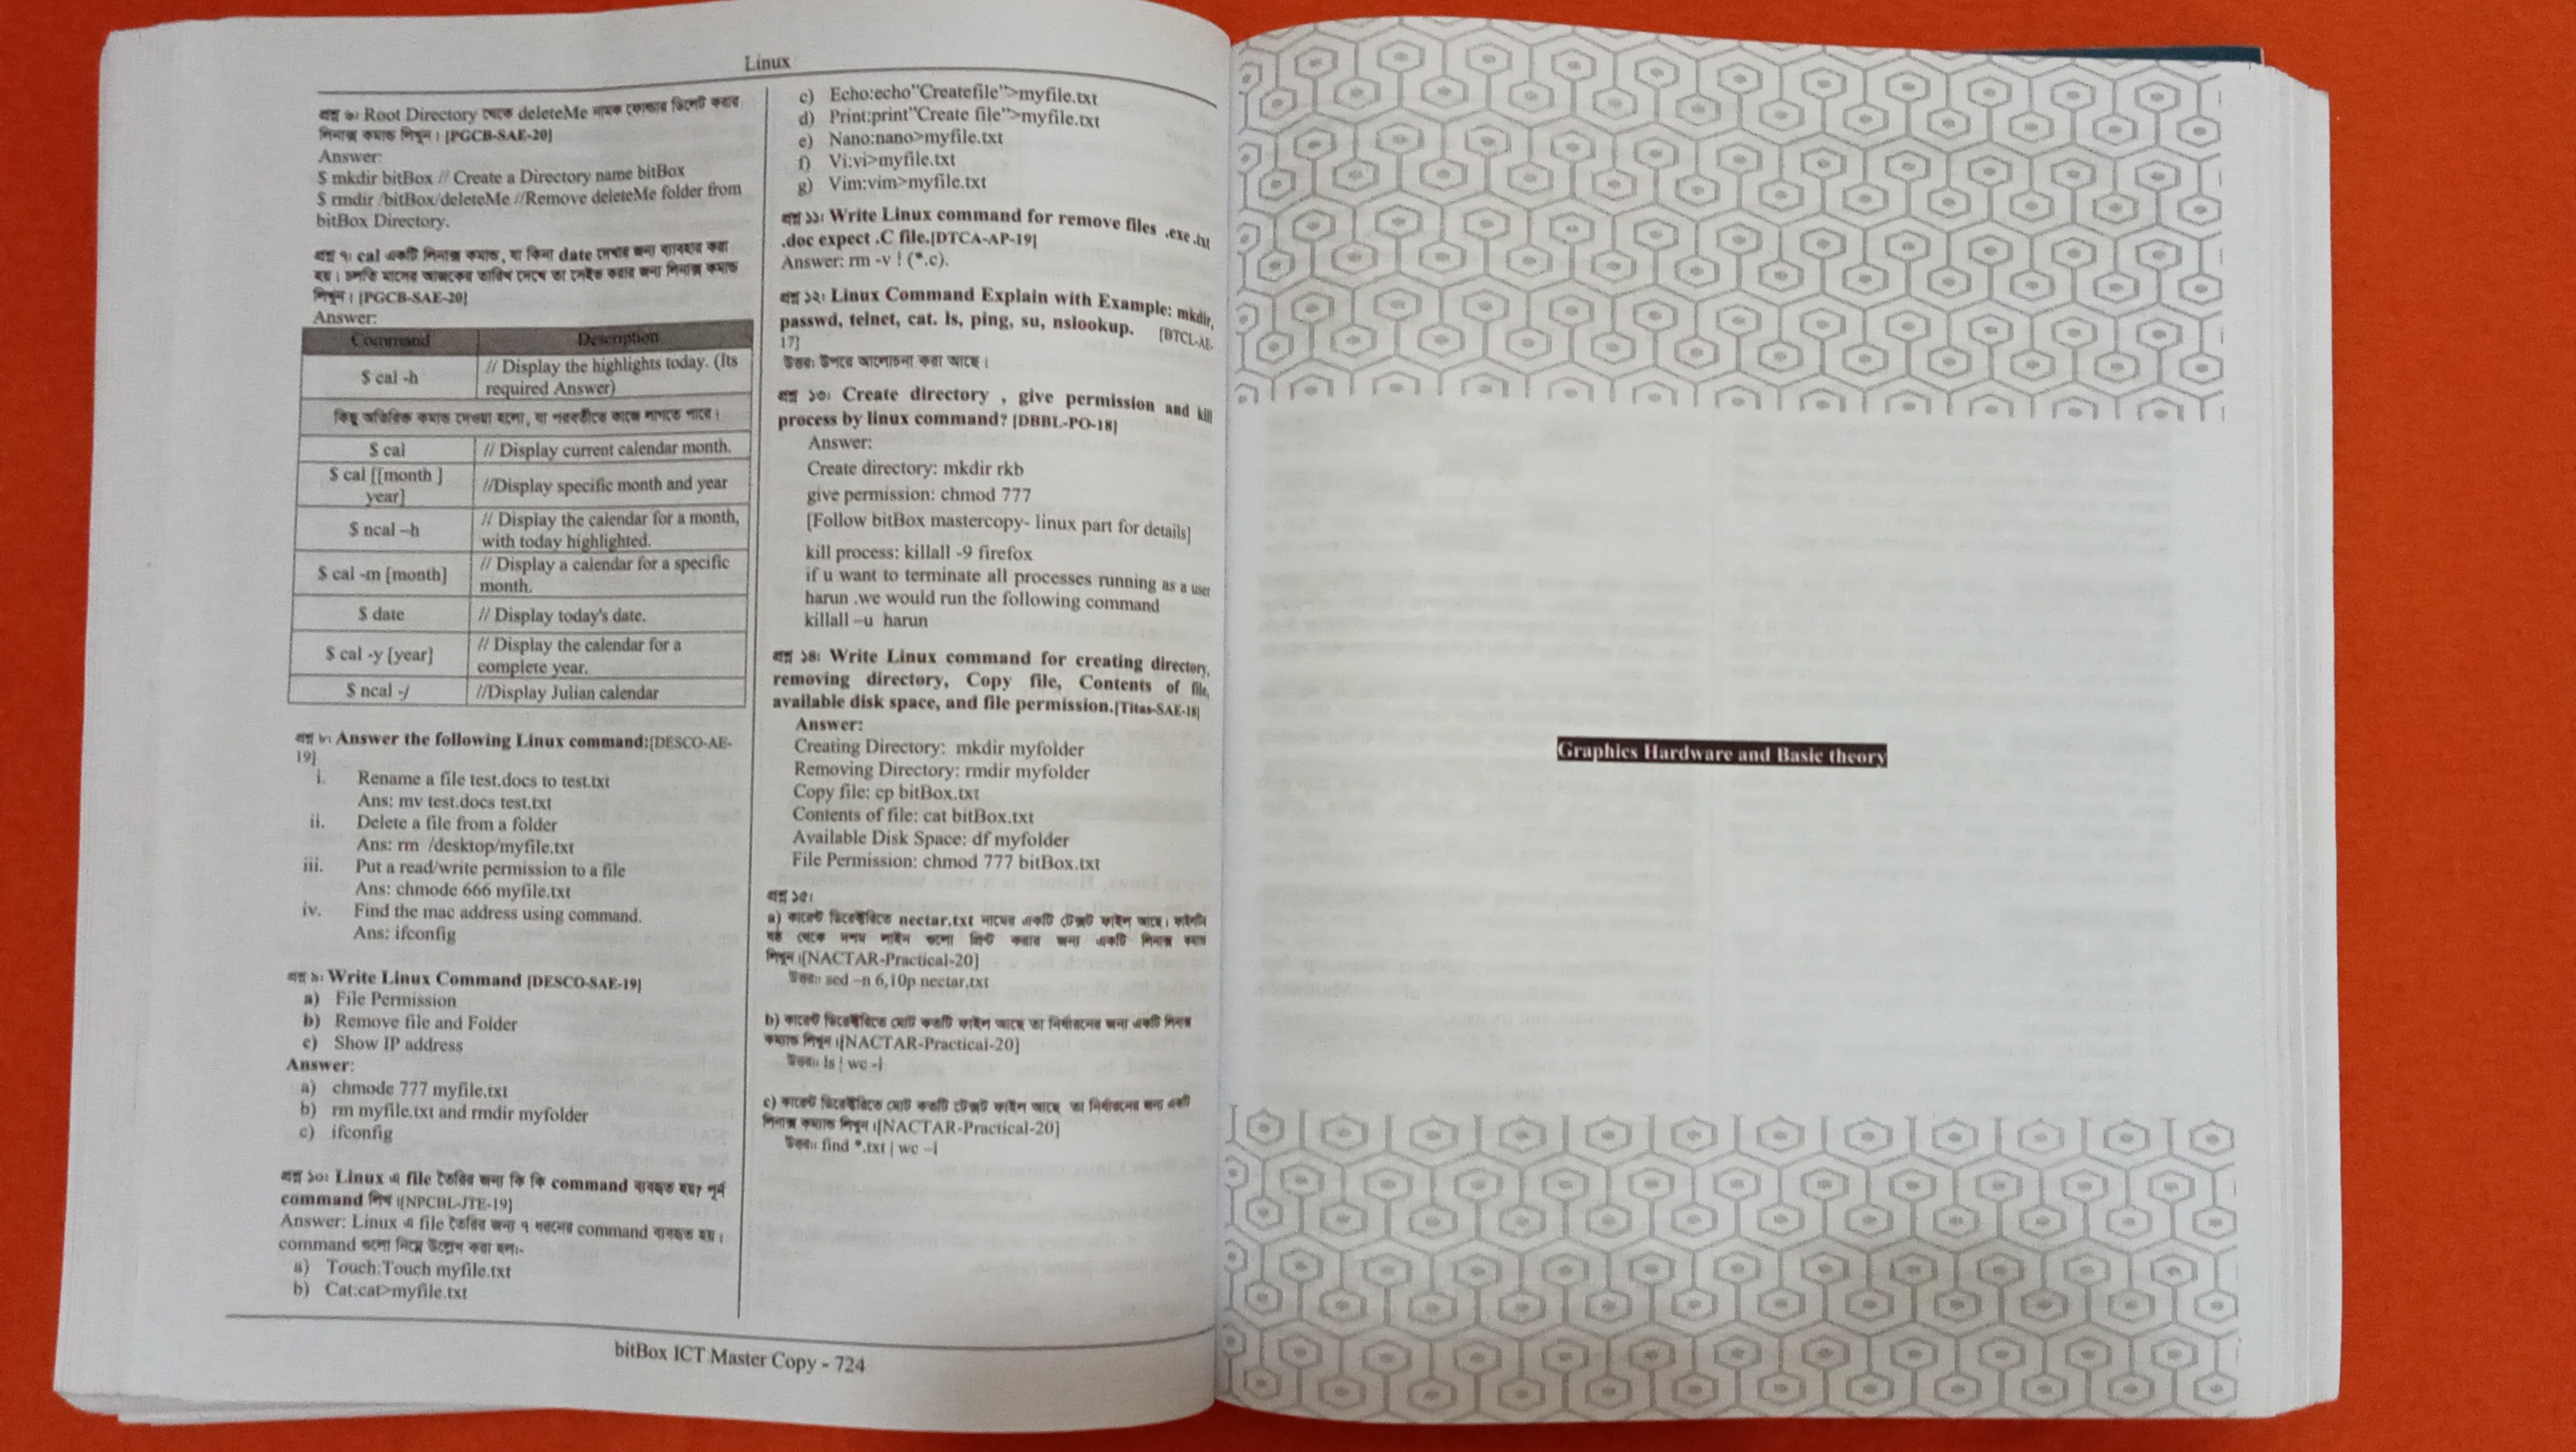 Linux
প্রশ্ন ৬: Root Directory থেকে deleteMe নামক ফোল্ডার ডিলেট করার
লিনাক্স কমান্ড লিখুন। [PGCB-SAE-20]
Answer:
$ mkdir bitBox // Create a Directory name bitBox
$ rmdir /bitBox/deleteMe //Remove deleteMe folder from
bitBox Directory.
প্রশ্ন ৭: cal একটি লিনাক্স কমান্ড, যা কিনা date দেখার জন্য ব্যাবহার করা
হয়। চলতি মাসের আজকের তারিখ দেখে তা সেইভ করার জন্য লিনাক্স কমান্ড
লিখুন। [PGCB-SAE-20]
Answer:
Command Description
$ cal -h // Display the highlights today. (Its
required Answer)
কিছু অতিরিক্ত কমান্ড দেওয়া হলো, যা পরবর্তীতে কাজে লাগতে পারে।
$ cal // Display current calendar month.
$ cal [[month ]
year] //Display specific month and year
$ ncal –h // Display the calendar for a month,
with today highlighted.
$ cal -m [month] // Display a calendar for a specific
month.
$ date // Display today's date.
$ cal -y [year] // Display the calendar for a
complete year.
$ ncal -j //Display Julian calendar
প্রশ্ন ৮: Answer the following Linux command:[DESCO-AE-
19]
i. Rename a file test.docs to test.txt
Ans: mv test.docs test.txt
ii. Delete a file from a folder
Ans: rm /desktop/myfile.txt
iii. Put a read/write permission to a file
Ans: chmode 666 myfile.txt
iv. Find the mac address using command.
Ans: ifconfig
প্রশ্ন ৯: Write Linux Command [DESCO-SAE-19]
a) File Permission
b) Remove file and Folder
c) Show IP address
Answer:
a) chmode 777 myfile.txt
b) rm myfile.txt and rmdir myfolder
c) ifconfig
প্রশ্ন ১০: Linux এ file তৈরির জন্য কি কি command ব্যবহৃত হয়? পূর্ন
command লিখ।[NPCBL-JTE-19]
Answer: Linux এ file তৈরির জন্য ৭ ধরনের command ব্যবহৃত হয়।
command গুলো নিম্নে উল্লেখ করা হল:-
a) Touch:Touch myfile.txt
b) Cat:cat>myfile.txt
c) Echo:echo"Createfile">myfile.txt
d) Print:print"Create file">myfile.txt
e) Nano:nano>myfile.txt
f) Vi:vi>myfile.txt
g) Vim:vim>myfile.txt
প্রশ্ন ১১: Write Linux command for remove files .exe .txt
.doc expect .C file.[DTCA-AP-19]
Answer: rm -v ! (*.c).
প্রশ্ন ১২: Linux Command Explain with Example: mkdir,
passwd, telnet, cat. ls, ping, su, nslookup. [BTCL-AE-
17]
উত্তর: উপরে আলোচনা করা আছে।
প্রশ্ন ১৩: Create directory , give permission and kill
process by linux command? [DBBL-PO-18]
Answer:
Create directory: mkdir rkb
give permission: chmod 777
[Follow bitBox mastercopy- linux part for details]
kill process: killall -9 firefox
if u want to terminate all processes running as a user
harun .we would run the following command
killall –u harun
প্রশ্ন ১৪: Write Linux command for creating directory,
removing directory, Copy file, Contents of file,
available disk space, and file permission.[Titas-SAE-18]
Answer:
Creating Directory: mkdir myfolder
Removing Directory: rmdir myfolder
Copy file: cp bitBox.txt
Contents of file: cat bitBox.txt
Available Disk Space: df myfolder
File Permission: chmod 777 bitBox.txt
প্রশ্ন ১৫:
a) কারেন্ট ডিরেক্টরিতে nectar.txt নামের একটি টেক্সট ফাইল আছে। ফাইলটি
ষষ্ঠ থেকে দশম লাইন গুলো প্রিন্ট করার জন্য একটি লিনাক্স কমান্ড
লিখুন।[NACTAR-Practical-20]
উত্তর: sed –n 6,10p nectar.txt
b) কারেন্ট ডিরেক্টরিতে মোট কতটি ফাইল আছে তা নির্ধারনের জন্য একটি লিনাক্স
কম্যান্ড লিখুন।[NACTAR-Practical-20]
উত্তর: ls | wc -l
c) কারেন্ট ডিরেক্টরিতে মোট কতটি টেক্সট ফাইল আছে তা নির্ধারনের জন্য একটি
লিনাক্স কম্যান্ড লিখুন।[NACTAR-Practical-20]
উত্তর: find *.txt | wc –l
bitBox ICT Master Copy - 724
Graphics Hardware and Basic theory